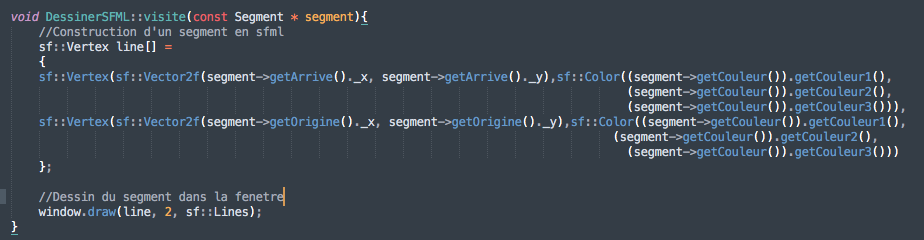 void DessinerSFML::visite(const Segment * segment){
//Construction d'un segment en sfml
sf::Vertex line[] =
{
sf::Vertex(sf::Vector2f(segment->getArrive()._x, segment->getArrive()._y),sf::Color((segment->getCouleur()).getCouleur1(),
(segment->getCouleur()).getCouleur2(),
(segment->getCouleur()).getCouleur3())),
sf::Vertex(sf::Vector2f(segment->getOrigine()._x, segment->getOrigine()._y),sf::Color((segment->getCouleur()).getCouleur1(),
(segment->getCouleur()).getCouleur2(),
(segment->getCouleur()).getCouleur3()))
};
//Dessin du segment dans la fenetre
window.draw(line, 2, sf::Lines);
}